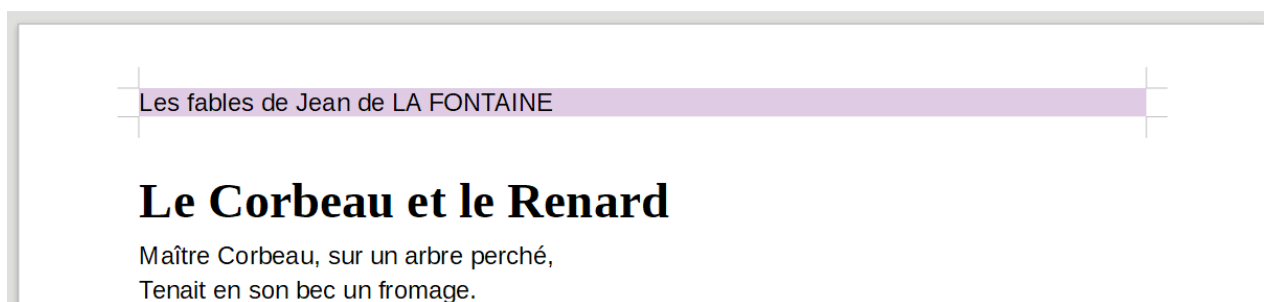 Les fables de Jean de LA FONTAINE
Le Corbeau et le Renard
Maître Corbeau, sur un arbre perché,
Tenait en son bec un fromage.